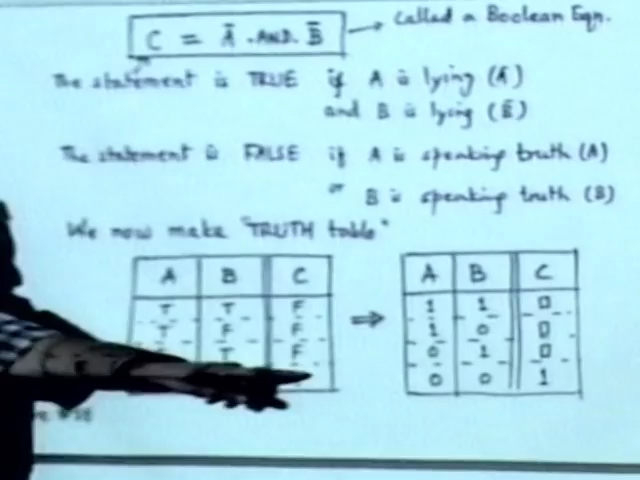 C = Ā .AND. B̄ → Called a Boolean Eqn.
The statement is TRUE if A is lying (Ā)
and B is lying (B̄)
The statement is FALSE if A is speaking truth (A)
or B is speaking truth (B)
We now make "TRUTH table"
A B C ⇒ A B C
T T F 1 1 0
T F F 1 0 0
T F 0 1 0
0 0 1